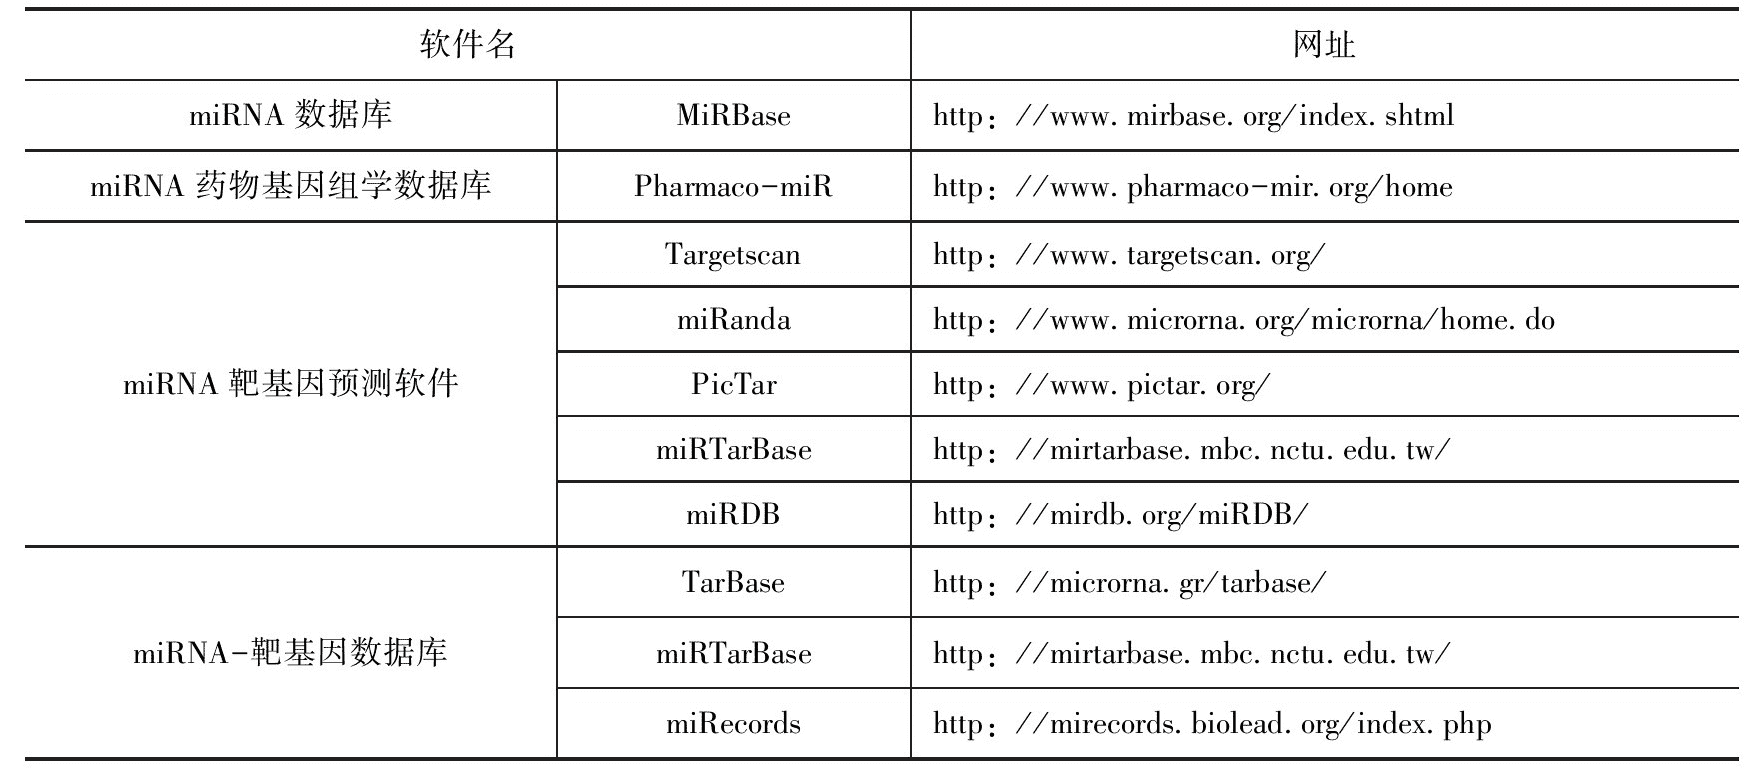 软件名 网址
miRNA 数据库 MiRBase http：//www. mirbase. org/index. shtml
miRNA 药物基因组学数据库 Pharmaco-miR http：//www. pharmaco-mir. org/home
Targetscan http：//www. targetscan. org/
miRanda http：//www. microrna. org/microrna/home. do
miRNA 靶基因预测软件 PicTar http：//www. pictar. org/
miRTarBase http：//mirtarbase. mbc. nctu. edu. tw/
miRDB http：//mirdb. org/miRDB/
TarBase http：//microrna. gr/tarbase/
miRNA-靶基因数据库 miRTarBase http：//mirtarbase. mbc. nctu. edu. tw/
miRecords http：//mirecords. biolead. org/index. php